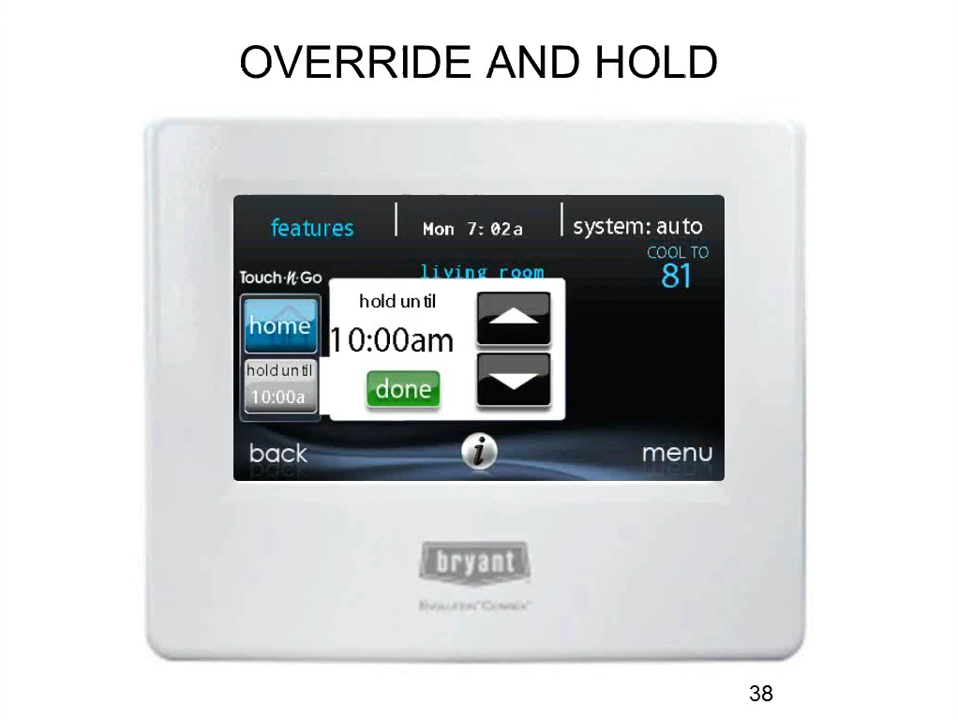 OVERRIDE AND HOLD
features
Mon 7:02a
system: auto
COOL TO
81
living room
Touch·N·Go
home
hold until
10:00am
done
hold until
10:00a
back
i
menu
bryant
38